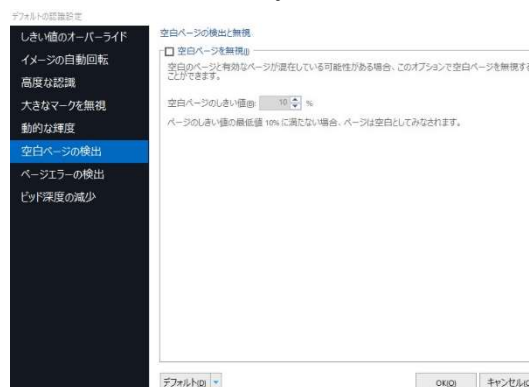 デフォルトの認識設定
しきい値のオーバーライド
イメージの自動回転
高度な認識
大きなマークを無視
動的な輝度
空白ページの検出
ページエラーの検出
ビッド深度の減少
空白ページの検出と無視
空白ページを無視(I)
空白のページと有効なページが混在している可能性がある場合、このオプションで空白ページを無視する
ことができます。
空白ページのしきい値(B) 10 %
ページのしきい値の最低値 10% に満たない場合、ページは空白としてみなされます。
デフォルト(D) OK(O) キャンセル(C